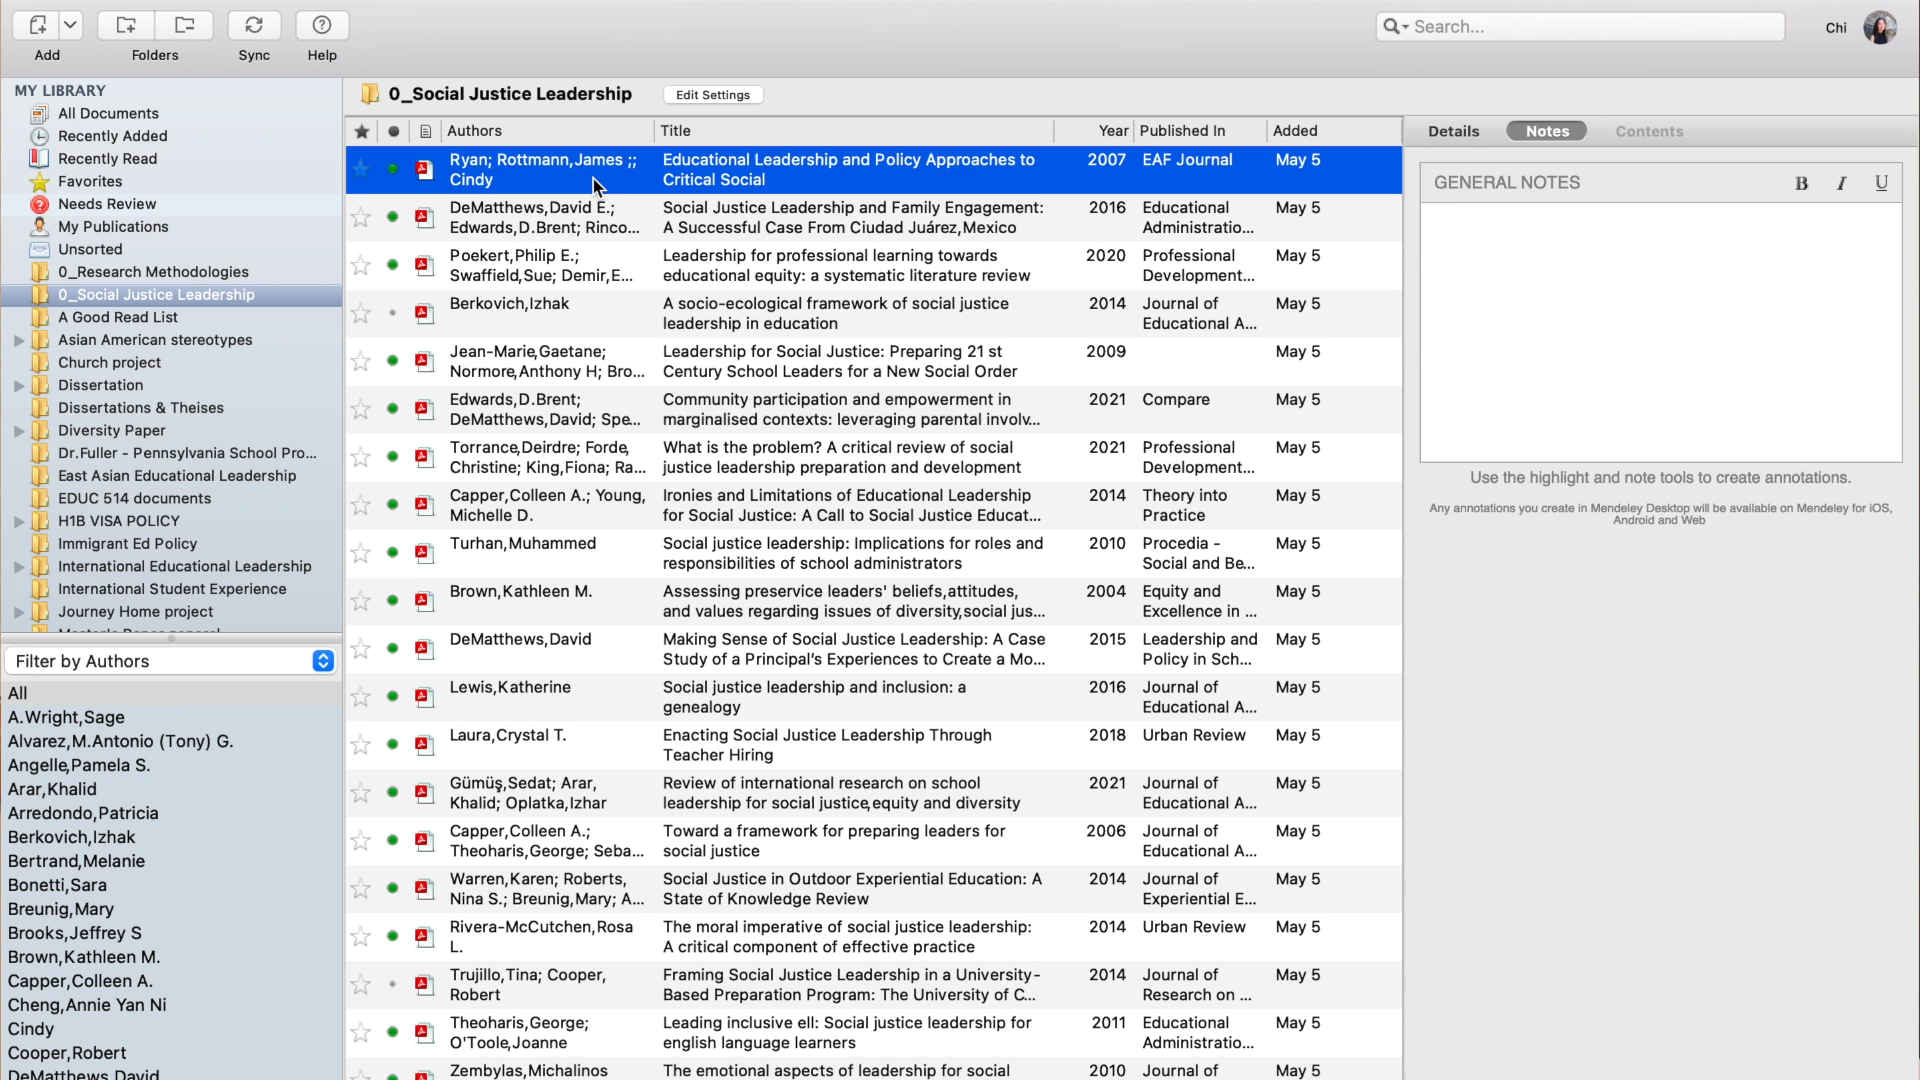 Search...
Chi
Add
Folders
Sync
Help
MY LIBRARY
All Documents
Recently Added
Recently Read
Favorites
Needs Review
My Publications
Unsorted
0_Research Methodologies
0_Social Justice Leadership
A Good Read List
Asian American stereotypes
Church project
Dissertation
Dissertations & Theises
Diversity Paper
Dr.Fuller - Pennsylvania School Pro...
East Asian Educational Leadership
EDUC 514 documents
H1B VISA POLICY
Immigrant Ed Policy
International Educational Leadership
International Student Experience
Journey Home project
Filter by Authors
All
A.Wright,Sage
Alvarez,M.Antonio (Tony) G.
Angelle,Pamela S.
Arar,Khalid
Arredondo,Patricia
Berkovich,Izhak
Bertrand,Melanie
Bonetti,Sara
Breunig,Mary
Brooks,Jeffrey S
Brown,Kathleen M.
Capper,Colleen A.
Cheng,Annie Yan Ni
Cindy
Cooper,Robert
DeMatthews,David
0_Social Justice Leadership
Edit Settings
Authors Title Year Published In Added
Ryan; Rottmann,James ;; Educational Leadership and Policy Approaches to 2007 EAF Journal May 5
Cindy Critical Social
DeMatthews,David E.; Social Justice Leadership and Family Engagement: 2016 Educational May 5
Edwards,D.Brent; Rinco... A Successful Case From Ciudad Juárez,Mexico Administratio...
Poekert,Philip E.; Leadership for professional learning towards 2020 Professional May 5
Swaffield,Sue; Demir,E... educational equity: a systematic literature review Development...
Berkovich,Izhak A socio-ecological framework of social justice 2014 Journal of May 5
leadership in education Educational A...
Jean-Marie,Gaetane; Leadership for Social Justice: Preparing 21 st 2009 May 5
Normore,Anthony H; Bro... Century School Leaders for a New Social Order
Edwards,D.Brent; Community participation and empowerment in 2021 Compare May 5
DeMatthews,David; Spe... marginalised contexts: leveraging parental involv...
Torrance,Deirdre; Forde, What is the problem? A critical review of social 2021 Professional May 5
Christine; King,Fiona; Ra... justice leadership preparation and development Development...
Capper,Colleen A.; Young, Ironies and Limitations of Educational Leadership 2014 Theory into May 5
Michelle D. for Social Justice: A Call to Social Justice Educat... Practice
Turhan,Muhammed Social justice leadership: Implications for roles and 2010 Procedia - May 5
responsibilities of school administrators Social and Be...
Brown,Kathleen M. Assessing preservice leaders' beliefs,attitudes, 2004 Equity and May 5
and values regarding issues of diversity,social jus... Excellence in ...
DeMatthews,David Making Sense of Social Justice Leadership: A Case 2015 Leadership and May 5
Study of a Principal's Experiences to Create a Mo... Policy in Sch...
Lewis,Katherine Social justice leadership and inclusion: a 2016 Journal of May 5
genealogy Educational A...
Laura,Crystal T. Enacting Social Justice Leadership Through 2018 Urban Review May 5
Teacher Hiring
Gümüş,Sedat; Arar, Review of international research on school 2021 Journal of May 5
Khalid; Oplatka,Izhar leadership for social justice,equity and diversity Educational A...
Capper,Colleen A.; Toward a framework for preparing leaders for 2006 Journal of May 5
Theoharis,George; Seba... social justice Educational A...
Warren,Karen; Roberts, Social Justice in Outdoor Experiential Education: A 2014 Journal of May 5
Nina S.; Breunig,Mary; A... State of Knowledge Review Experiential E...
Rivera-McCutchen,Rosa The moral imperative of social justice leadership: 2014 Urban Review May 5
L. A critical component of effective practice
Trujillo,Tina; Cooper, Framing Social Justice Leadership in a University- 2014 Journal of May 5
Robert Based Preparation Program: The University of C... Research on ...
Theoharis,George; Leading inclusive ell: Social justice leadership for 2011 Educational May 5
O'Toole,Joanne english language learners Administratio...
Zembylas,Michalinos The emotional aspects of leadership for social 2010 Journal of May 5
Details Notes Contents
GENERAL NOTES B I U
Use the highlight and note tools to create annotations.
Any annotations you create in Mendeley Desktop will be available on Mendeley for iOS,
Android and Web